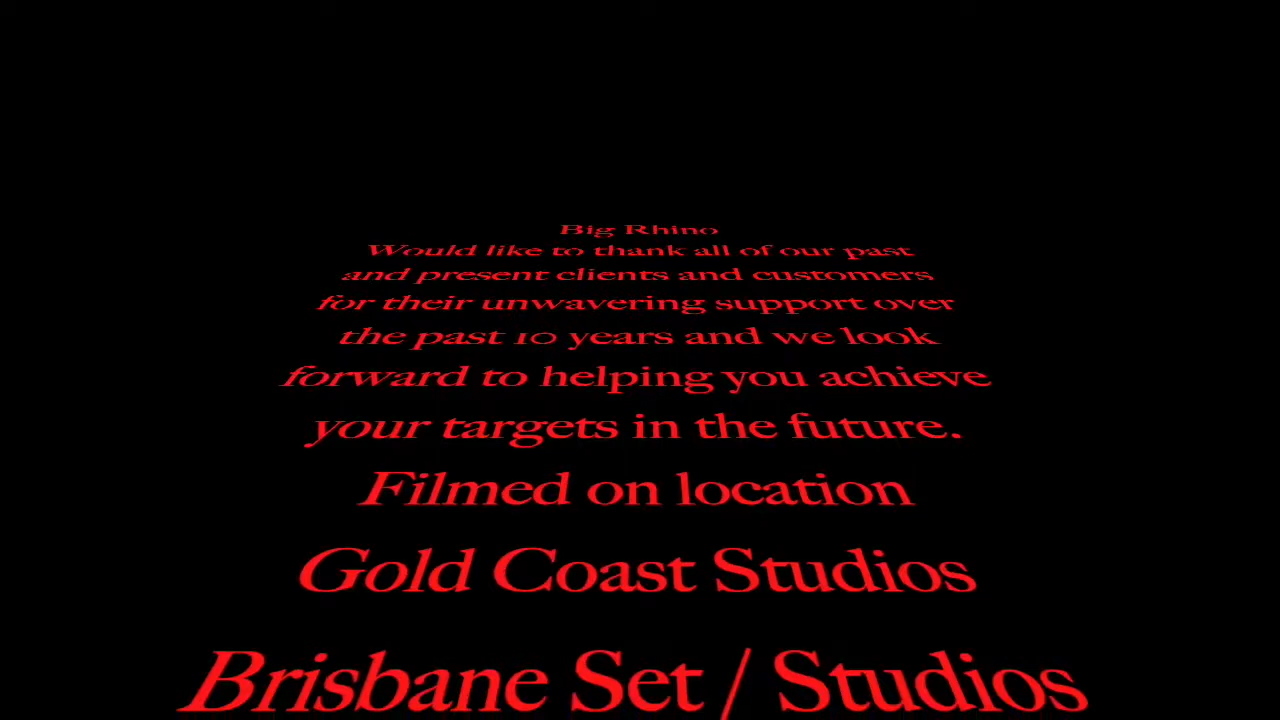 Big Rhino
Would like to thank all of our past
and present clients and customers
for their unwavering support over
the past 10 years and we look
forward to helping you achieve
your targets in the future.
Filmed on location
Gold Coast Studios
Brisbane Set / Studios